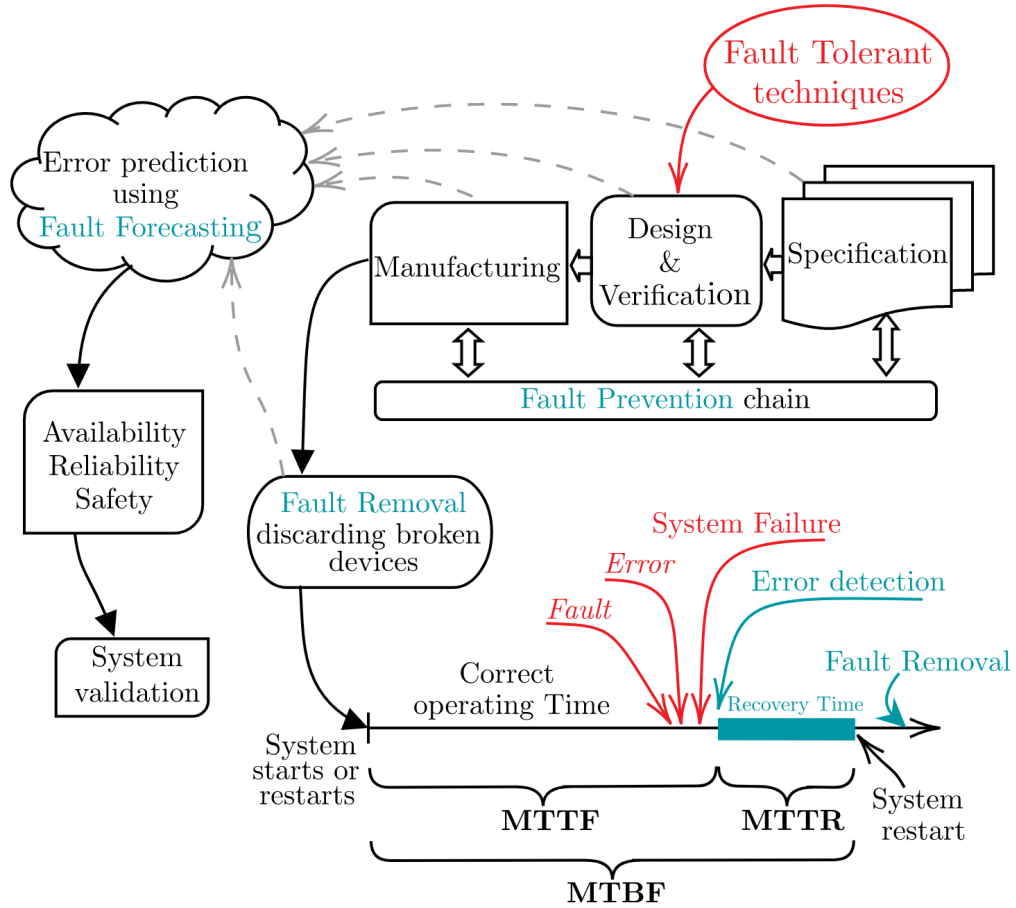 Fault Tolerant
techniques
Error prediction
using
Fault Forecasting
Manufacturing
Design
&
Verification
Specification
Fault Prevention chain
Availability
Reliability
Safety
Fault Removal
discarding broken
devices
System
validation
System Failure
Error
Fault
Error detection
Fault Removal
Correct
operating Time
Recovery Time
System
starts or
restarts
MTTF
MTTR
System
restart
MTBF